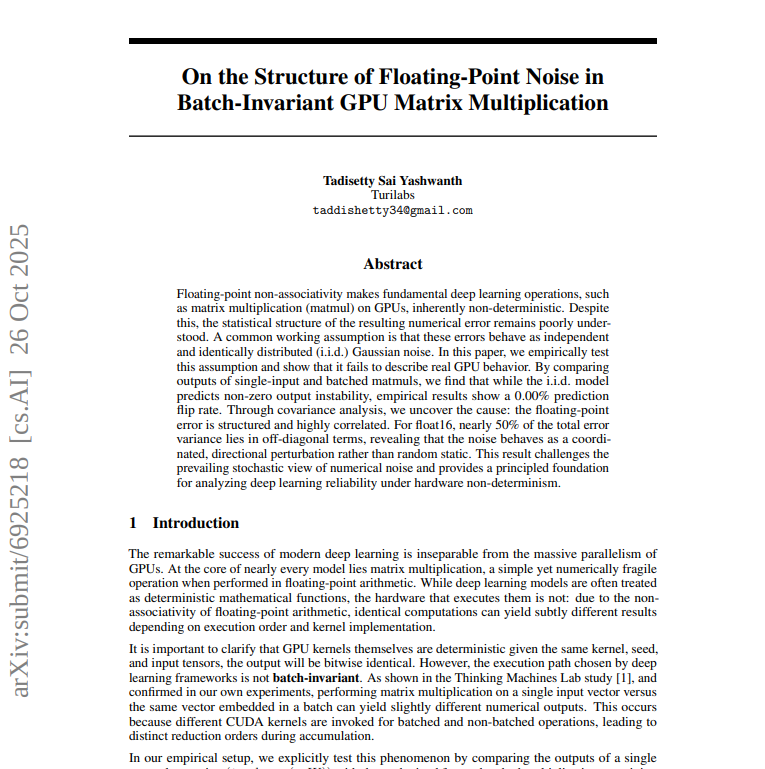 On the Structure of Floating-Point Noise in
Batch-Invariant GPU Matrix Multiplication
Tadisetty Sai Yashwanth
Turilabs
taddishetty34@gmail.com
Abstract
Floating-point non-associativity makes fundamental deep learning operations, such
as matrix multiplication (matmul) on GPUs, inherently non-deterministic. Despite
this, the statistical structure of the resulting numerical error remains poorly under-
stood. A common working assumption is that these errors behave as independent
and identically distributed (i.i.d.) Gaussian noise. In this paper, we empirically test
this assumption and show that it fails to describe real GPU behavior. By comparing
outputs of single-input and batched matmuls, we find that while the i.i.d. model
predicts non-zero output instability, empirical results show a 0.00% prediction
flip rate. Through covariance analysis, we uncover the cause: the floating-point
error is structured and highly correlated. For float16, nearly 50% of the total error
variance lies in off-diagonal terms, revealing that the noise behaves as a coordi-
nated, directional perturbation rather than random static. This result challenges the
prevailing stochastic view of numerical noise and provides a principled foundation
for analyzing deep learning reliability under hardware non-determinism.
1 Introduction
The remarkable success of modern deep learning is inseparable from the massive parallelism of
GPUs. At the core of nearly every model lies matrix multiplication, a simple yet numerically fragile
operation when performed in floating-point arithmetic. While deep learning models are often treated
as deterministic mathematical functions, the hardware that executes them is not: due to the non-
associativity of floating-point arithmetic, identical computations can yield subtly different results
depending on execution order and kernel implementation.
It is important to clarify that GPU kernels themselves are deterministic given the same kernel, seed,
and input tensors, the output will be bitwise identical. However, the execution path chosen by deep
learning frameworks is not batch-invariant. As shown in the Thinking Machines Lab study [1], and
confirmed in our own experiments, performing matrix multiplication on a single input vector versus
the same vector embedded in a batch can yield slightly different numerical outputs. This occurs
because different CUDA kernels are invoked for batched and non-batched operations, leading to
distinct reduction orders during accumulation.
In our empirical setup, we explicitly test this phenomenon by comparing the outputs of a single
arXiv:submit/6925218 [cs.AI] 26 Oct 2025